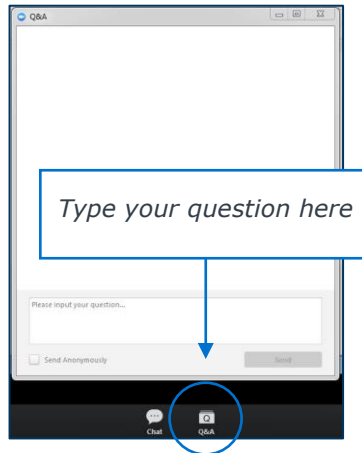 Q&A
Type your question here
Please input your question...
Send Anonymously
Send
Chat
Q&A